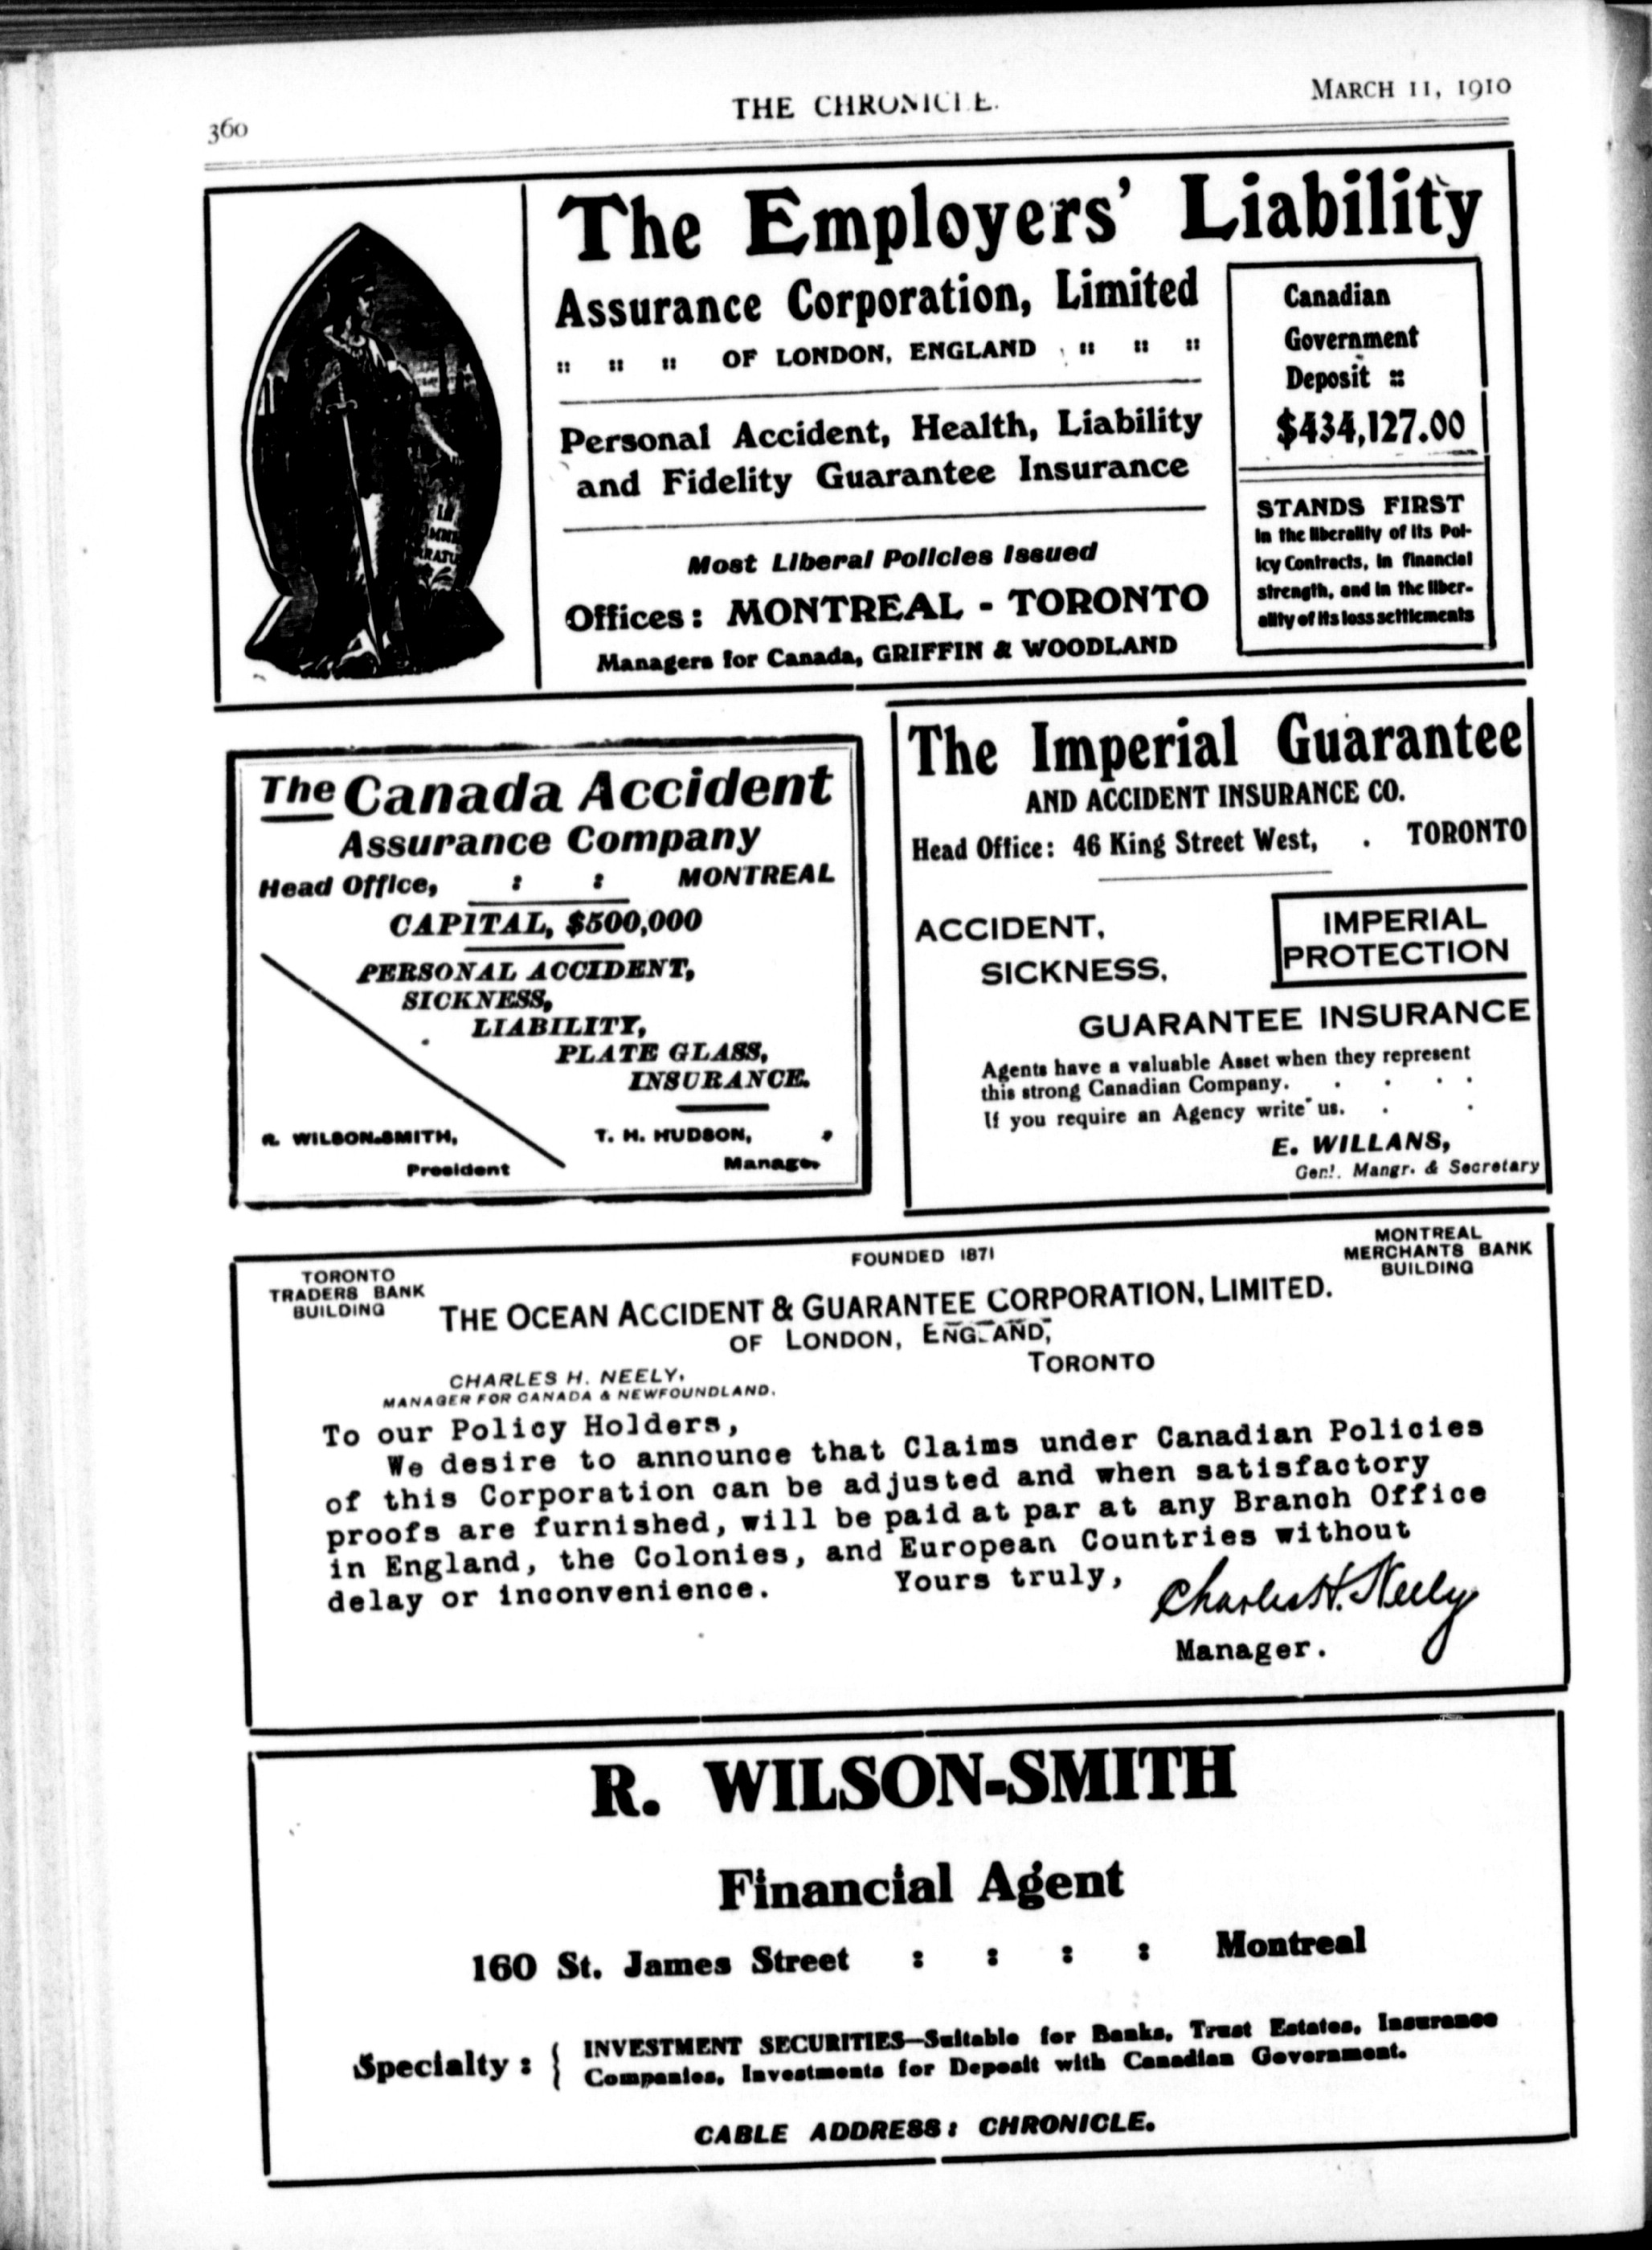 360
THE CHRONICLE.
MARCH 11, 1910
The Employers' Liability
Assurance Corporation, Limited
:: :: :: OF LONDON, ENGLAND :: :: ::
Personal Accident, Health, Liability
and Fidelity Guarantee Insurance
Most Liberal Policies Issued
Offices: MONTREAL - TORONTO
Managers for Canada, GRIFFIN & WOODLAND
Canadian
Government
Deposit ::
$434,127.00
STANDS FIRST
in the liberality of its Pol-
icy Contracts, in financial
strength, and in the liber-
ality of its loss settlements
The Canada Accident
Assurance Company
Head Office, : : MONTREAL
CAPITAL, $500,000
PERSONAL ACCIDENT,
SICKNESS,
LIABILITY,
PLATE GLASS,
INSURANCE.
R. WILSON-SMITH,
President
T. H. HUDSON,
Manager
The Imperial Guarantee
AND ACCIDENT INSURANCE CO.
Head Office: 46 King Street West, . TORONTO
ACCIDENT,
SICKNESS,
IMPERIAL
PROTECTION
GUARANTEE INSURANCE
Agents have a valuable Asset when they represent
this strong Canadian Company. . . . .
If you require an Agency write us. . .
E. WILLANS,
Genl. Mangr. & Secretary
TORONTO
TRADERS BANK
BUILDING
FOUNDED 1871
MONTREAL
MERCHANTS BANK
BUILDING
THE OCEAN ACCIDENT & GUARANTEE CORPORATION, LIMITED.
OF LONDON, ENGLAND,
TORONTO
CHARLES H. NEELY,
MANAGER FOR CANADA & NEWFOUNDLAND.
To our Policy Holders,
We desire to announce that Claims under Canadian Policies
of this Corporation can be adjusted and when satisfactory
proofs are furnished, will be paid at par at any Branch Office
in England, the Colonies, and European Countries without
delay or inconvenience. Yours truly,
Charles H. Neely
Manager.
R. WILSON-SMITH
Financial Agent
160 St. James Street : : : : Montreal
Specialty : { INVESTMENT SECURITIES—Suitable for Banks, Trust Estates, Insurance
Companies, Investments for Deposit with Canadian Government.
CABLE ADDRESS : CHRONICLE.